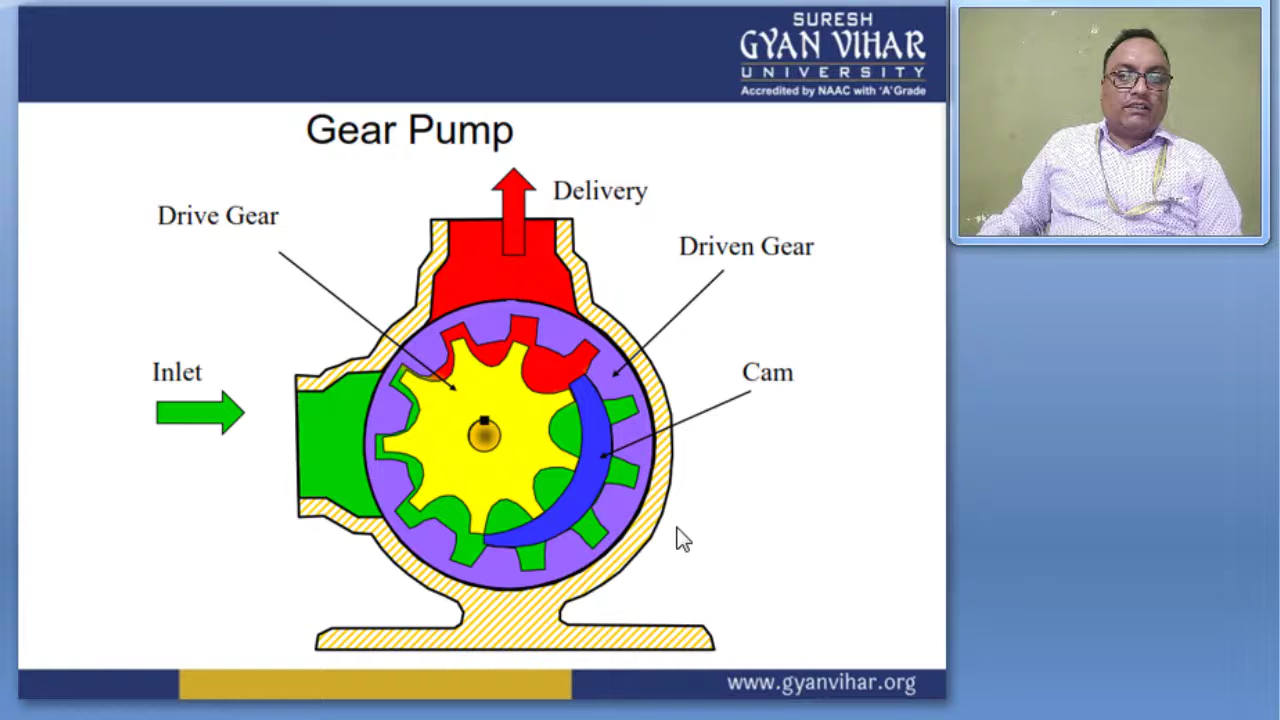 SURESH
GYAN VIHAR
UNIVERSITY
Accredited by NAAC with 'A' Grade
Gear Pump
Delivery
Drive Gear
Driven Gear
Inlet
Cam
www.gyanvihar.org